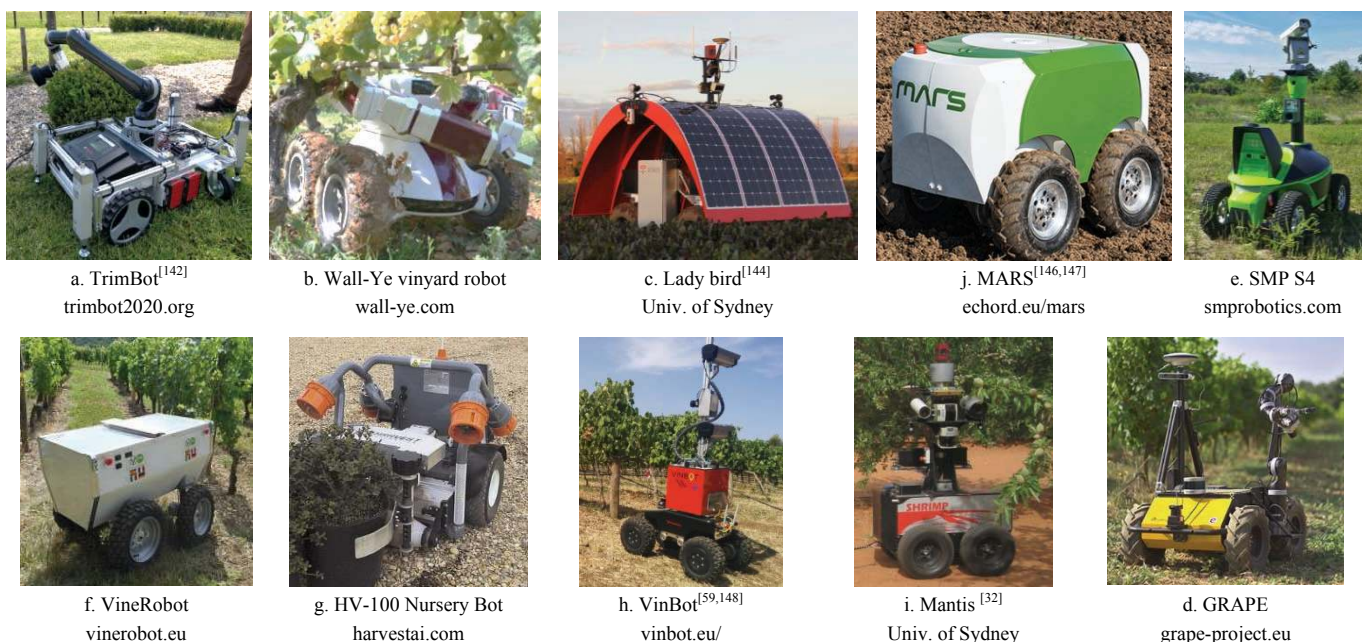 MARS
a. TrimBot[142]
trimbot2020.org
b. Wall-Ye vinyard robot
wall-ye.com
c. Lady bird[144]
Univ. of Sydney
j. MARS[146,147]
echord.eu/mars
e. SMP S4
smprobotics.com
VINBOT
SHRIMP
e
f. VineRobot
vinerobot.eu
g. HV-100 Nursery Bot
harvestai.com
h. VinBot[59,148]
vinbot.eu/
i. Mantis [32]
Univ. of Sydney
d. GRAPE
grape-project.eu